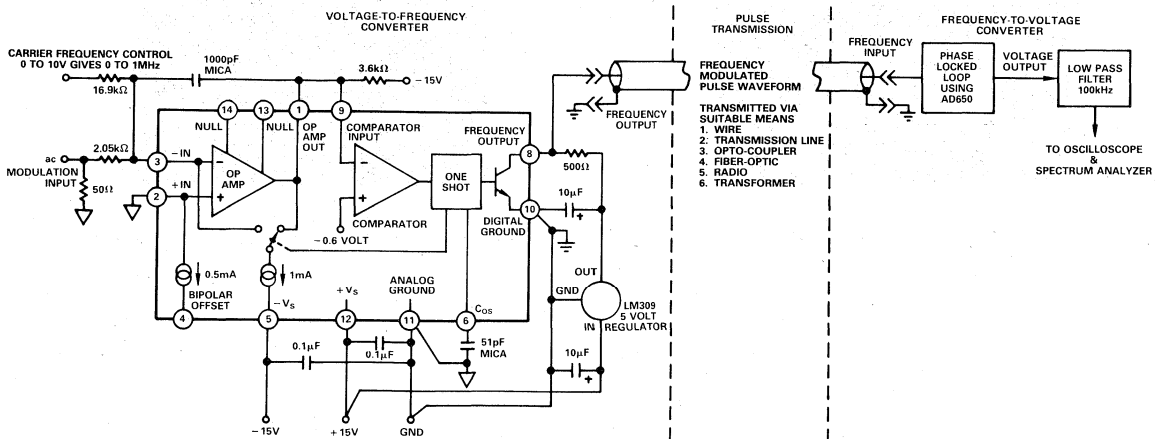 VOLTAGE-TO-FREQUENCY
CONVERTER
PULSE
TRANSMISSION
FREQUENCY-TO-VOLTAGE
CONVERTER
CARRIER FREQUENCY CONTROL
0 TO 10V GIVES 0 TO 1MHz
16.9kΩ
1000pF
MICA
3.6kΩ
−15V
14
13
1
9
NULL
NULL
OP
AMP
OUT
COMPARATOR
INPUT
ac
MODULATION
INPUT
2.05kΩ
50Ω
3
−IN
2
+IN
−
+
OP
AMP
−
+
COMPARATOR
−0.6 VOLT
ONE
SHOT
FREQUENCY
OUTPUT
8
500Ω
10
DIGITAL
GROUND
10µF
+
0.5mA
BIPOLAR
OFFSET
1mA
−VS
+VS
ANALOG
GROUND
COS
4
5
12
11
6
0.1µF
0.1µF
51pF
MICA
OUT
GND
IN
LM309
5 VOLT
REGULATOR
10µF
+
−15V
+15V
GND
FREQUENCY
OUTPUT
FREQUENCY
MODULATED
PULSE WAVEFORM
TRANSMITTED VIA
SUITABLE MEANS
1. WIRE
2. TRANSMISSION LINE
3. OPTO-COUPLER
4. FIBER-OPTIC
5. RADIO
6. TRANSFORMER
FREQUENCY
INPUT
PHASE
LOCKED
LOOP
USING
AD650
VOLTAGE
OUTPUT
LOW PASS
FILTER
100kHz
TO OSCILLOSCOPE
&
SPECTRUM ANALYZER